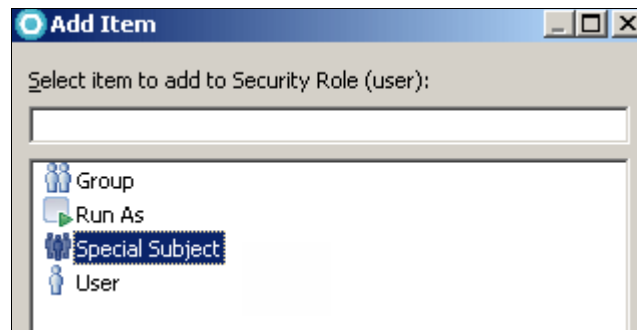 Add Item
Select item to add to Security Role (user):
Group
Run As
Special Subject
User